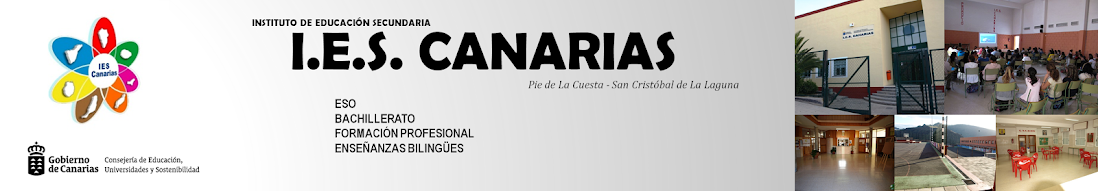 IES
Canarias
Gobierno
de Canarias
Consejería de Educación,
Universidades y Sostenibilidad
INSTITUTO DE EDUCACIÓN SECUNDARIA
I.E.S. CANARIAS
Pie de La Cuesta - San Cristóbal de La Laguna
ESO
BACHILLERATO
FORMACIÓN PROFESIONAL
ENSEÑANZAS BILINGÜES
I.E.S. CANARIAS